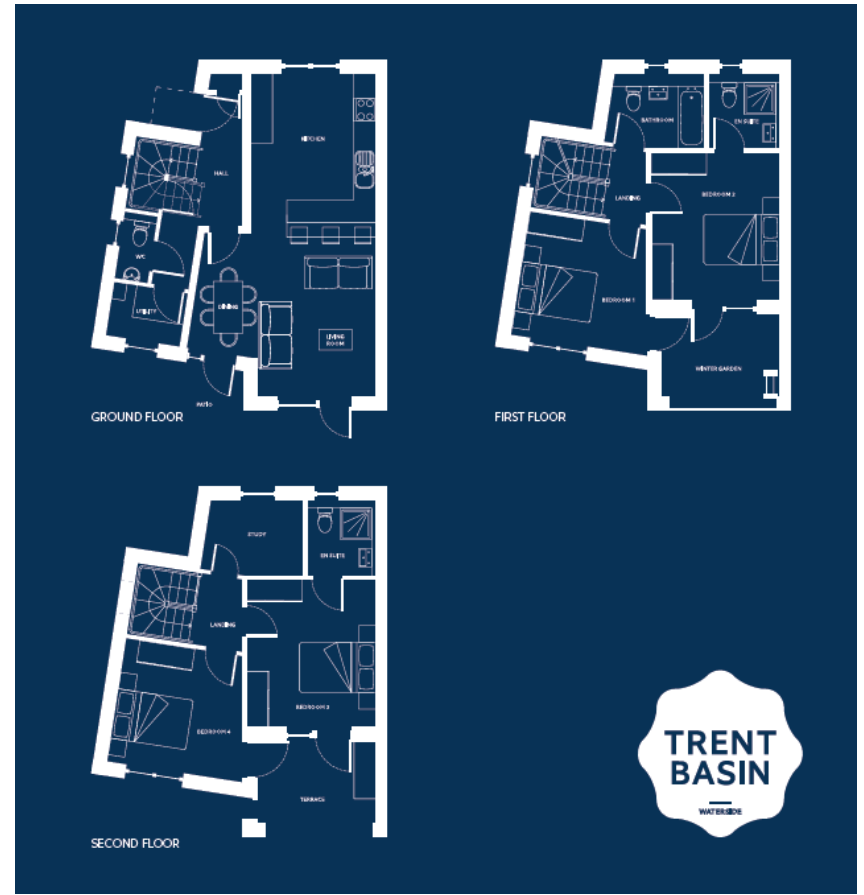 KITCHEN
HALL
WC
DINING
UTILITY
LIVING
ROOM
PATIO
GROUND FLOOR
BATHROOM
EN SUITE
LANDING
BEDROOM 2
BEDROOM 1
WINTER GARDEN
FIRST FLOOR
STUDY
EN SUITE
LANDING
BEDROOM 3
BEDROOM 4
TERRACE
SECOND FLOOR
TRENT
BASIN
WATERSIDE